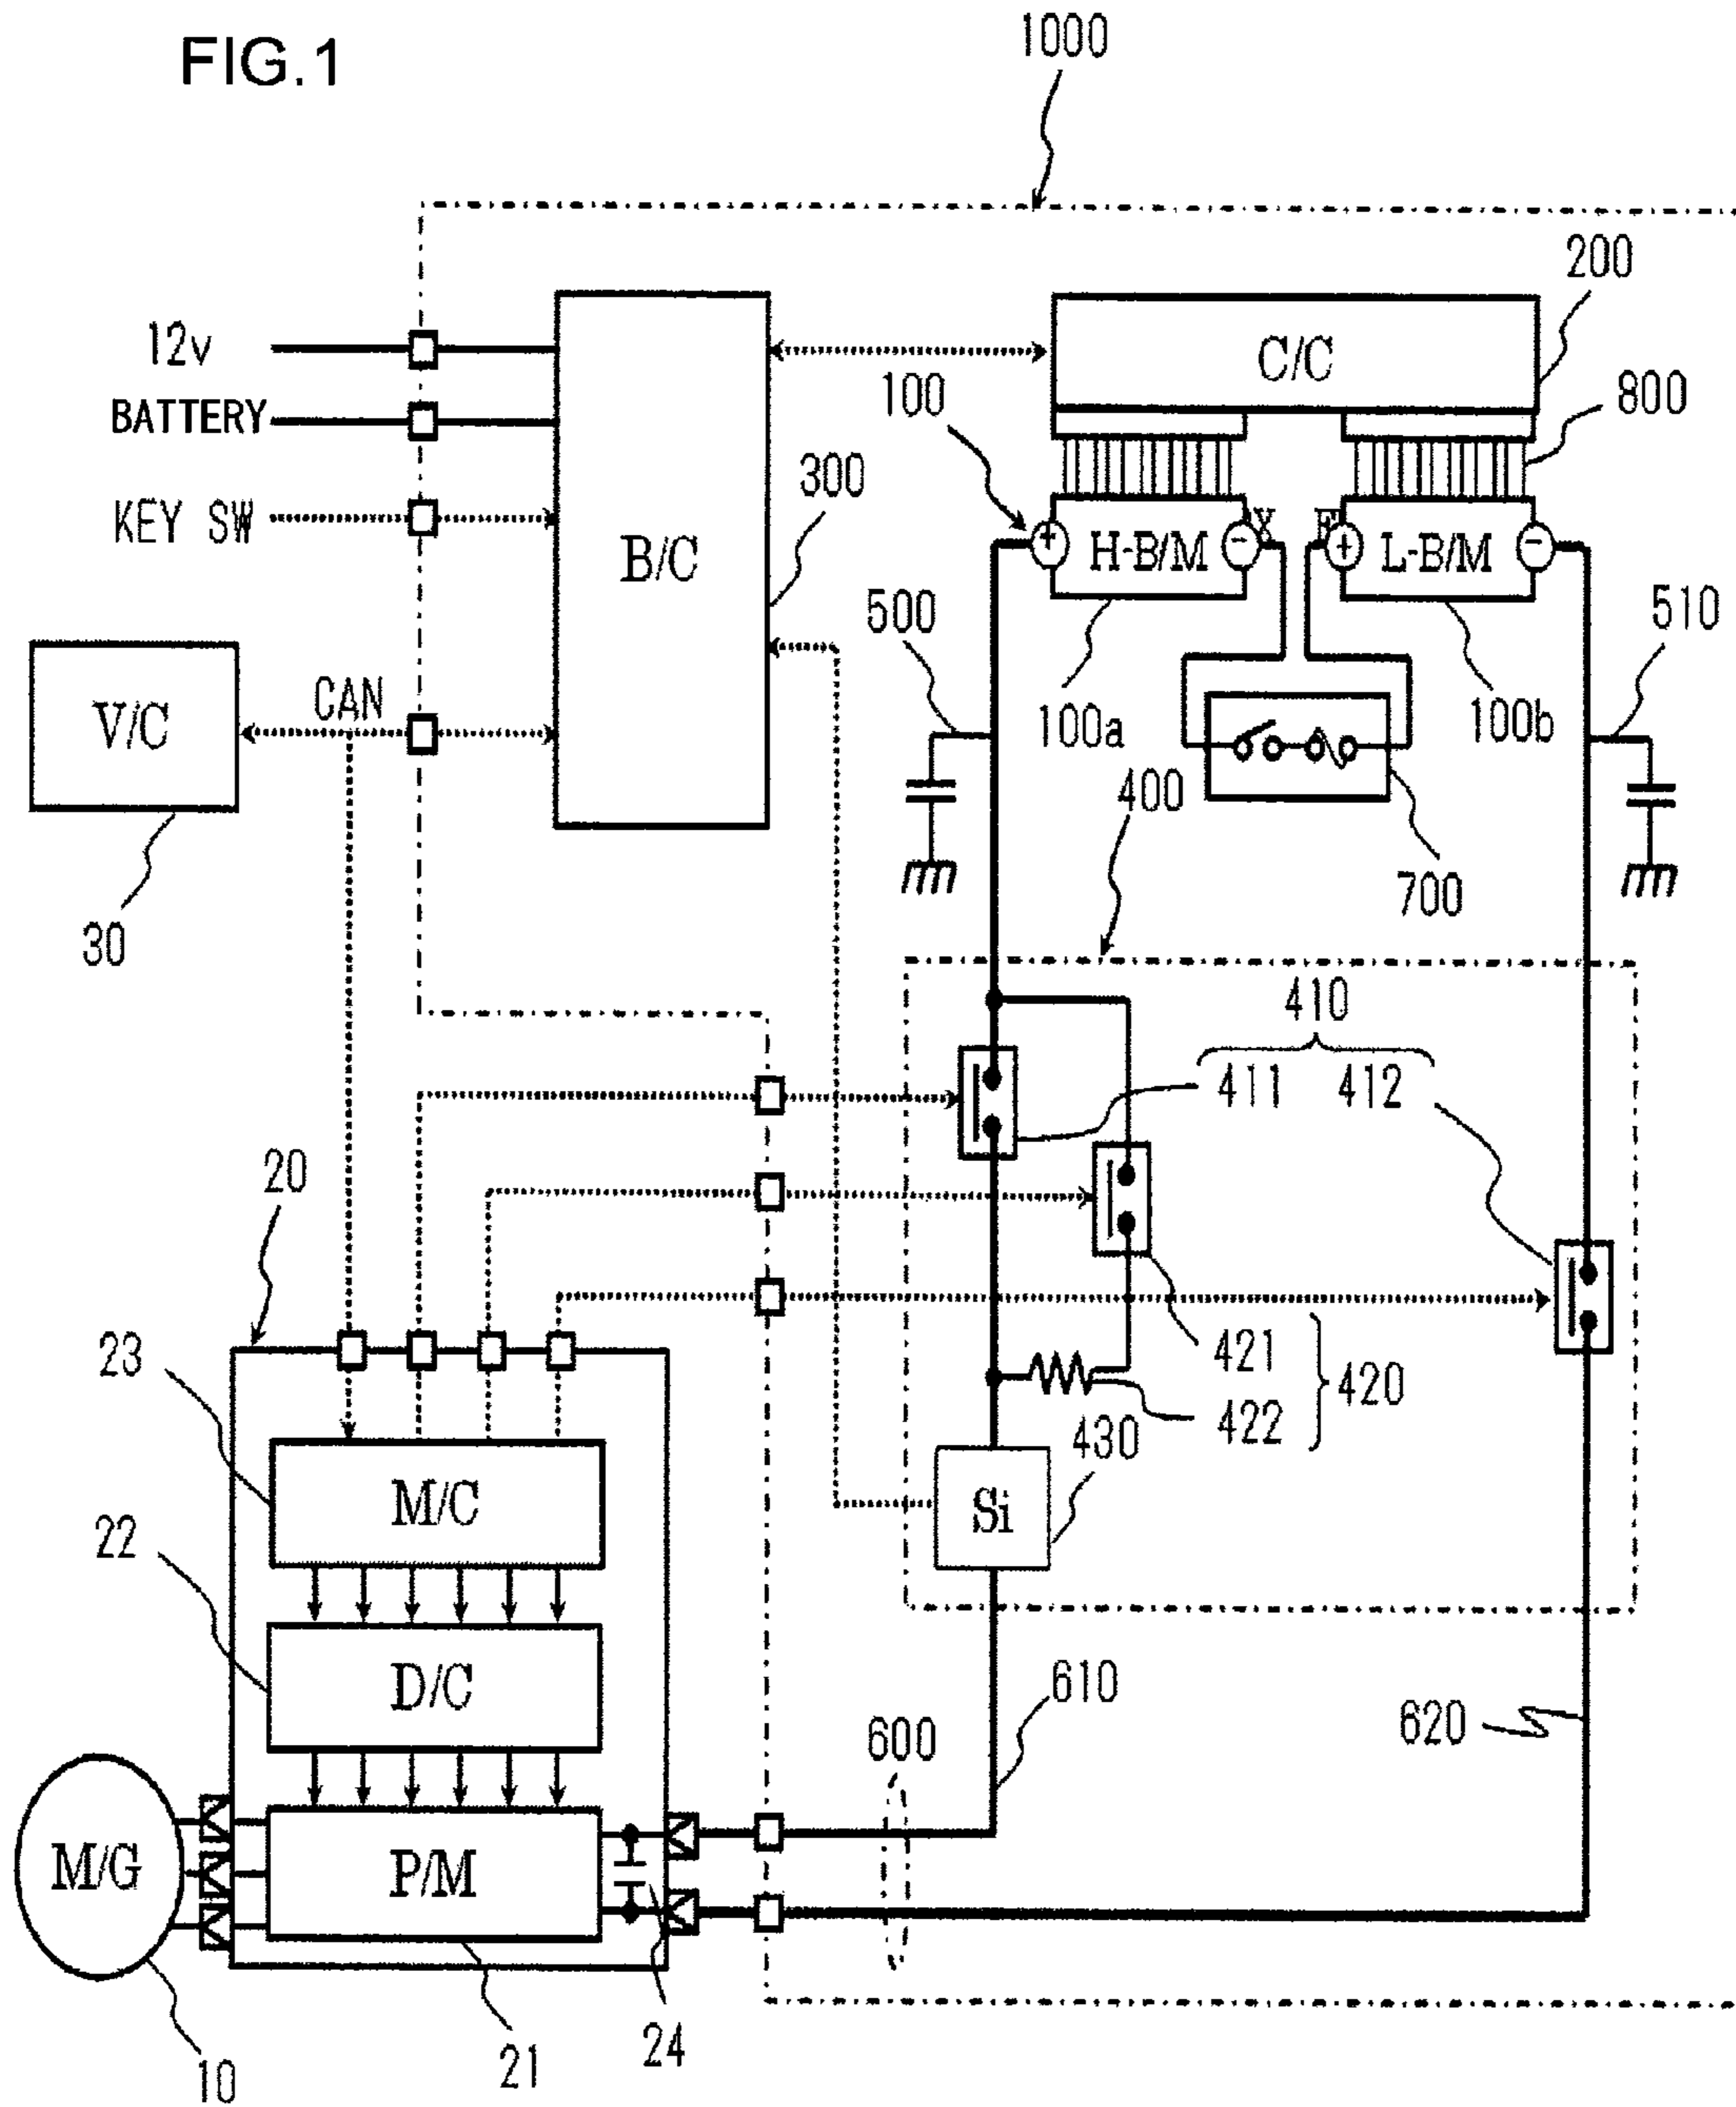 FIG.1
1000
200
12v
C/C
100
800
BATTERY
300
KEY SW
B/C
+
H-B/M
-
X
F
+
L-B/M
-
500
510
V/C
CAN
100a
100b
400
700
30
410
411
412
20
23
421
420
422
430
M/C
Si
22
D/C
610
620
600
M/G
P/M
24
21
10